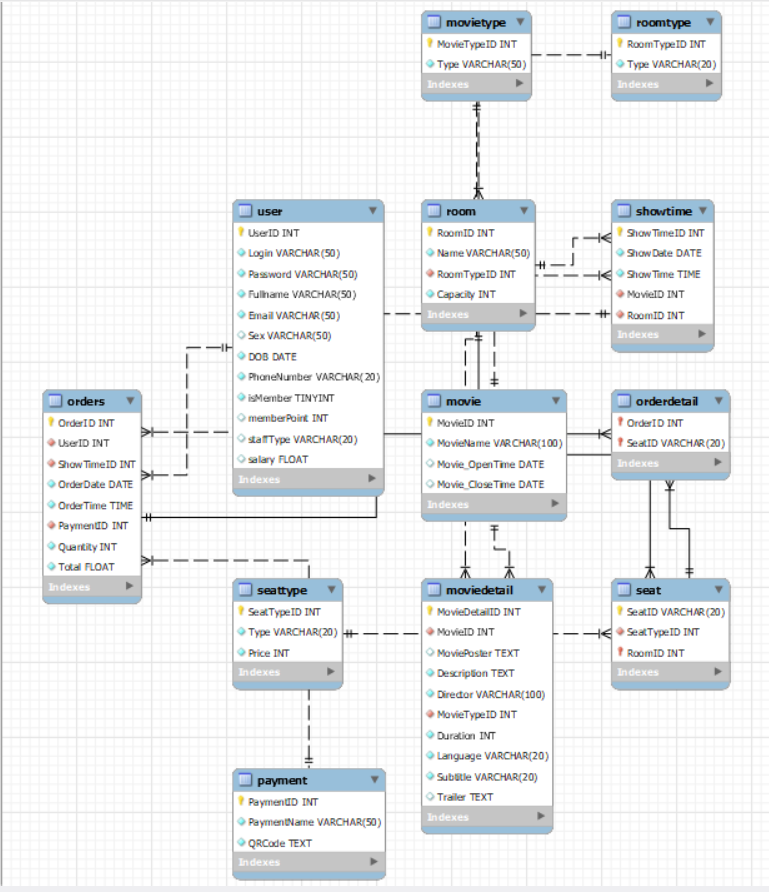 movietype
MovieTypeID INT
Type VARCHAR(50)
Indexes
roomtype
RoomTypeID INT
Type VARCHAR(20)
Indexes
user
UserID INT
Login VARCHAR(50)
Password VARCHAR(50)
Fullname VARCHAR(50)
Email VARCHAR(50)
Sex VARCHAR(50)
DOB DATE
PhoneNumber VARCHAR(20)
isMember TINYINT
memberPoint INT
staffType VARCHAR(20)
salary FLOAT
Indexes
room
RoomID INT
Name VARCHAR(50)
RoomTypeID INT
Capacity INT
Indexes
showtime
ShowTimeID INT
ShowDate DATE
ShowTime TIME
MovieID INT
RoomID INT
Indexes
orders
OrderID INT
UserID INT
ShowTimeID INT
OrderDate DATE
OrderTime TIME
PaymentID INT
Quantity INT
Total FLOAT
Indexes
movie
MovieID INT
MovieName VARCHAR(100)
Movie_OpenTime DATE
Movie_CloseTime DATE
Indexes
orderdetail
OrderID INT
SeatID VARCHAR(20)
Indexes
seattype
SeatTypeID INT
Type VARCHAR(20)
Price INT
Indexes
moviedetail
MovieDetailID INT
MovieID INT
MoviePoster TEXT
Description TEXT
Director VARCHAR(100)
MovieTypeID INT
Duration INT
Language VARCHAR(20)
Subtitle VARCHAR(20)
Trailer TEXT
Indexes
seat
SeatID VARCHAR(20)
SeatTypeID INT
RoomID INT
Indexes
payment
PaymentID INT
PaymentName VARCHAR(50)
QRCode TEXT
Indexes